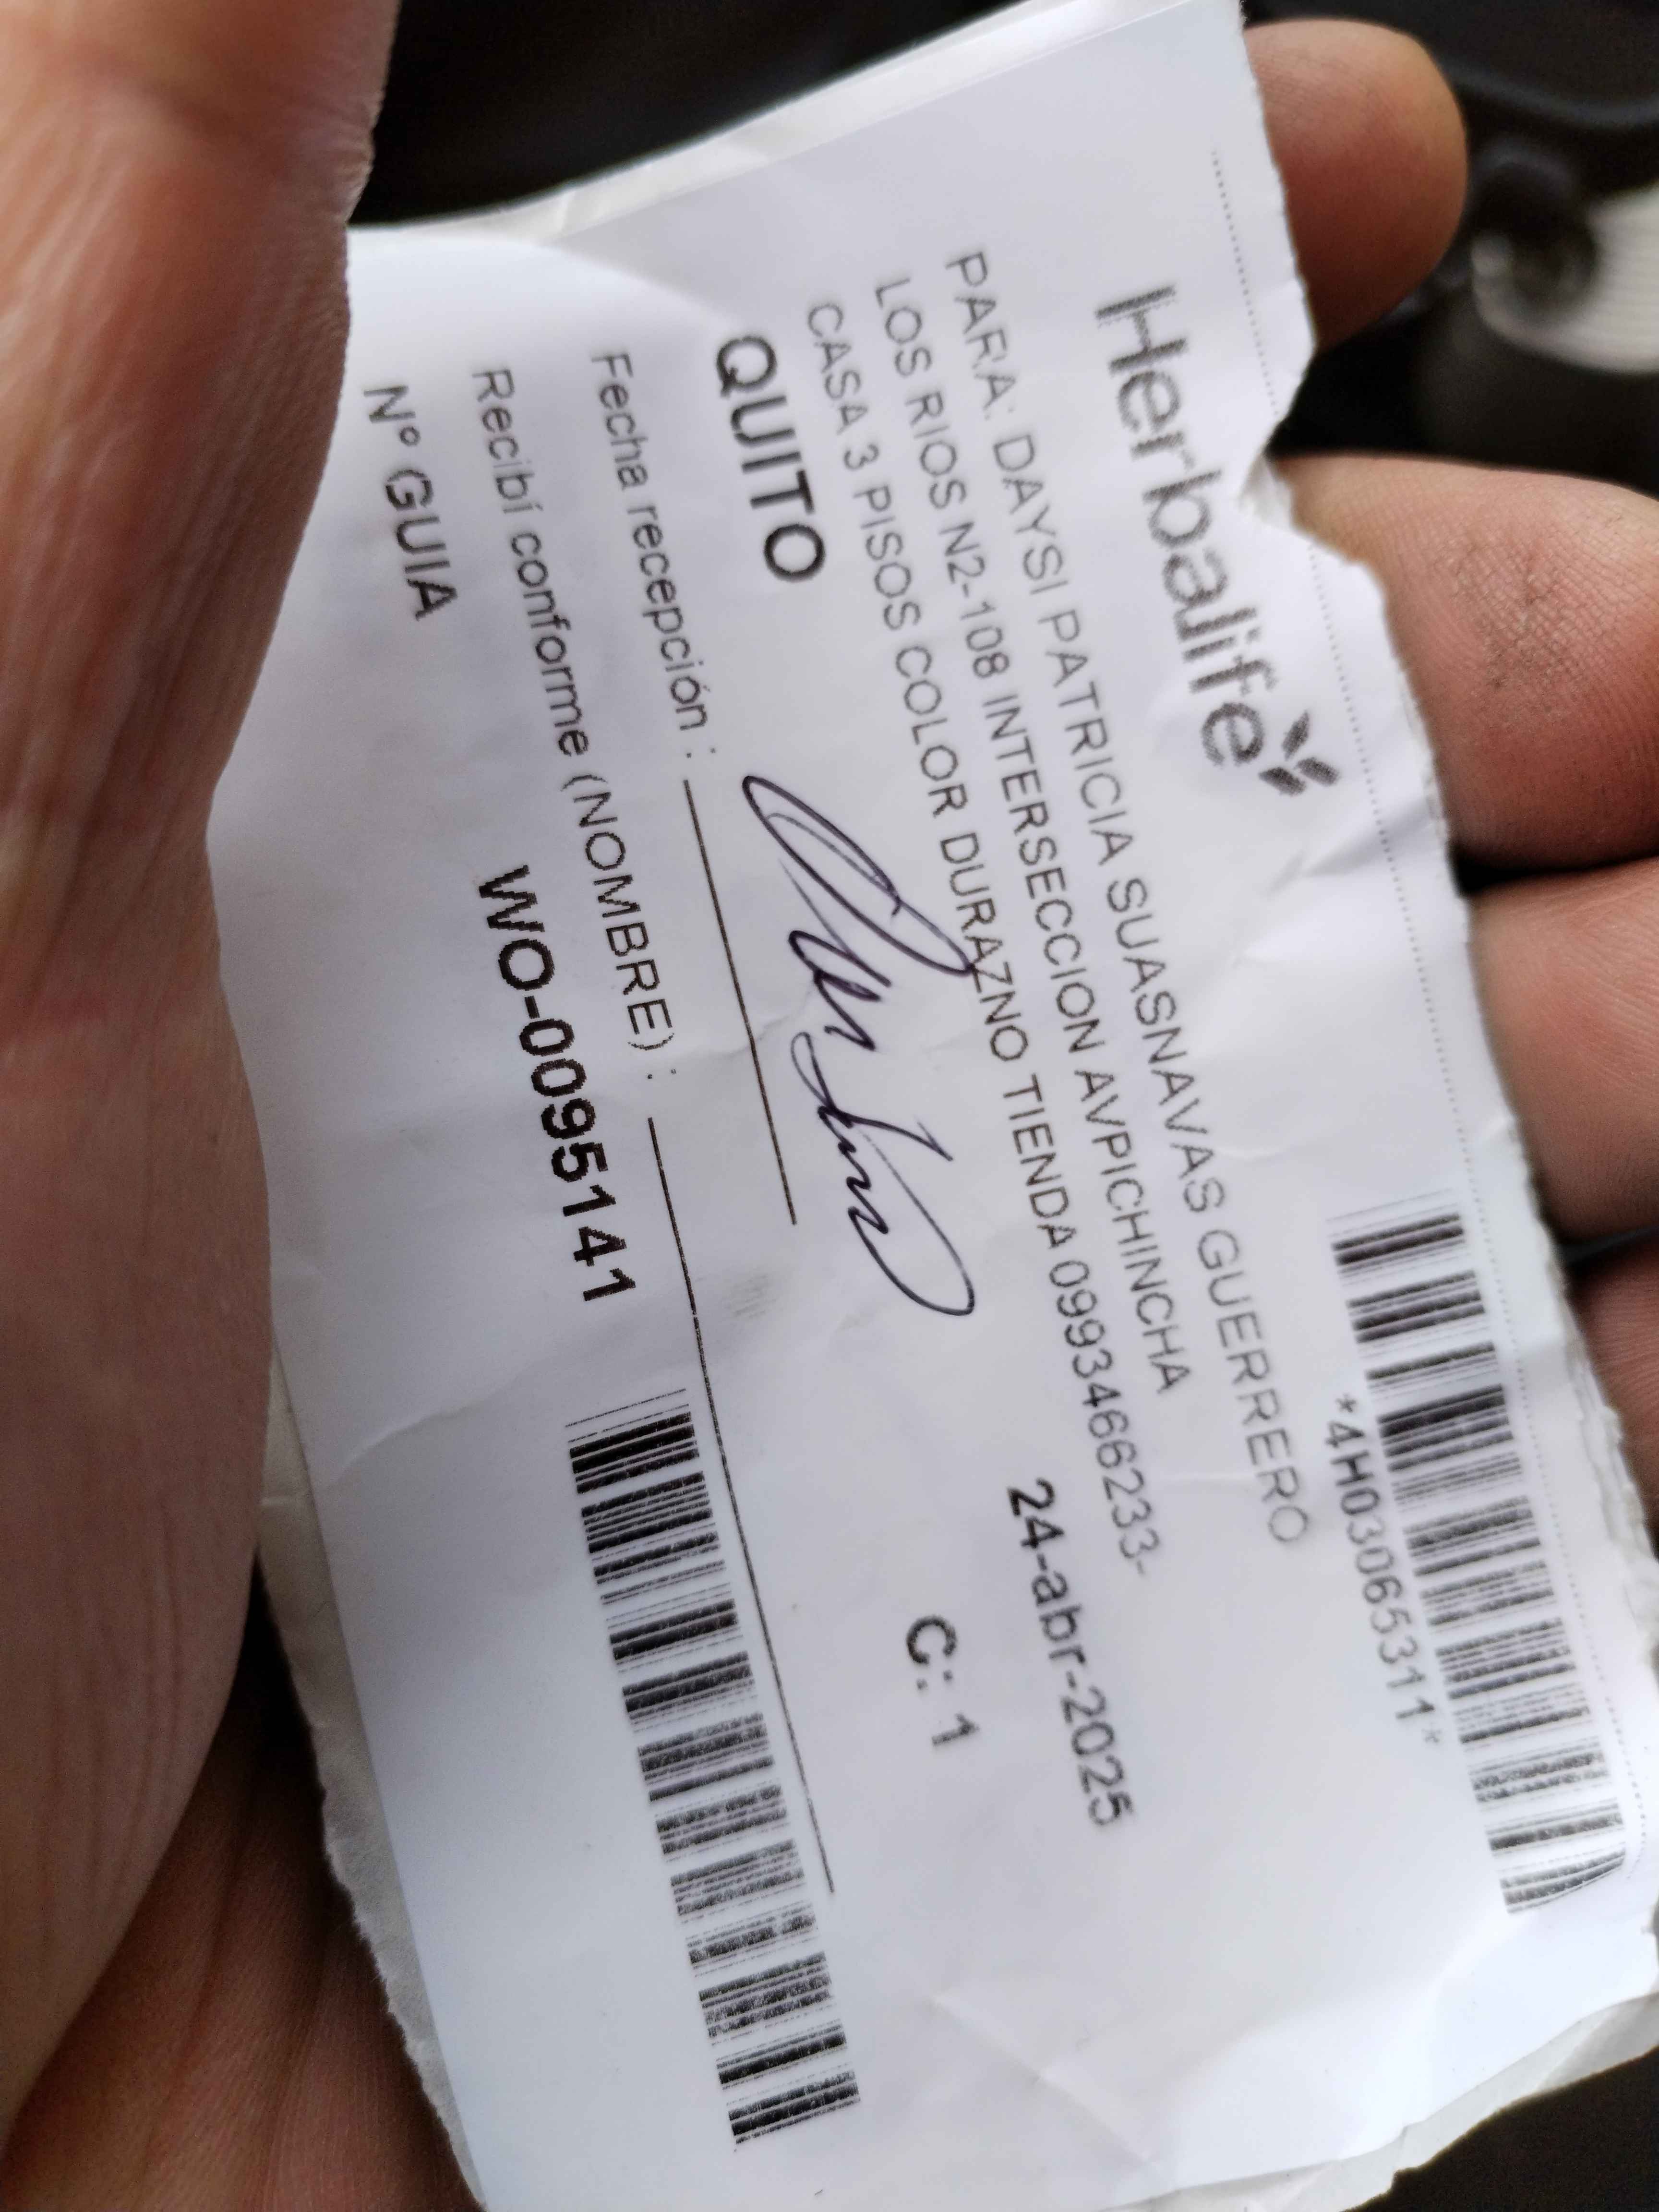 Herbalife
*4H03065311*
PARA: DAYSI PATRICIA SUASNAVAS GUERRERO
LOS RIOS N2-108 INTERSECCION AVPICHINCHA
CASA 3 PISOS COLOR DURAZNO TIENDA 0993466233-
QUITO
24-abr-2025
Fecha recepción :
C: 1
Recibí conforme (NOMBRE) :
Nº GUIA
WO-0095141